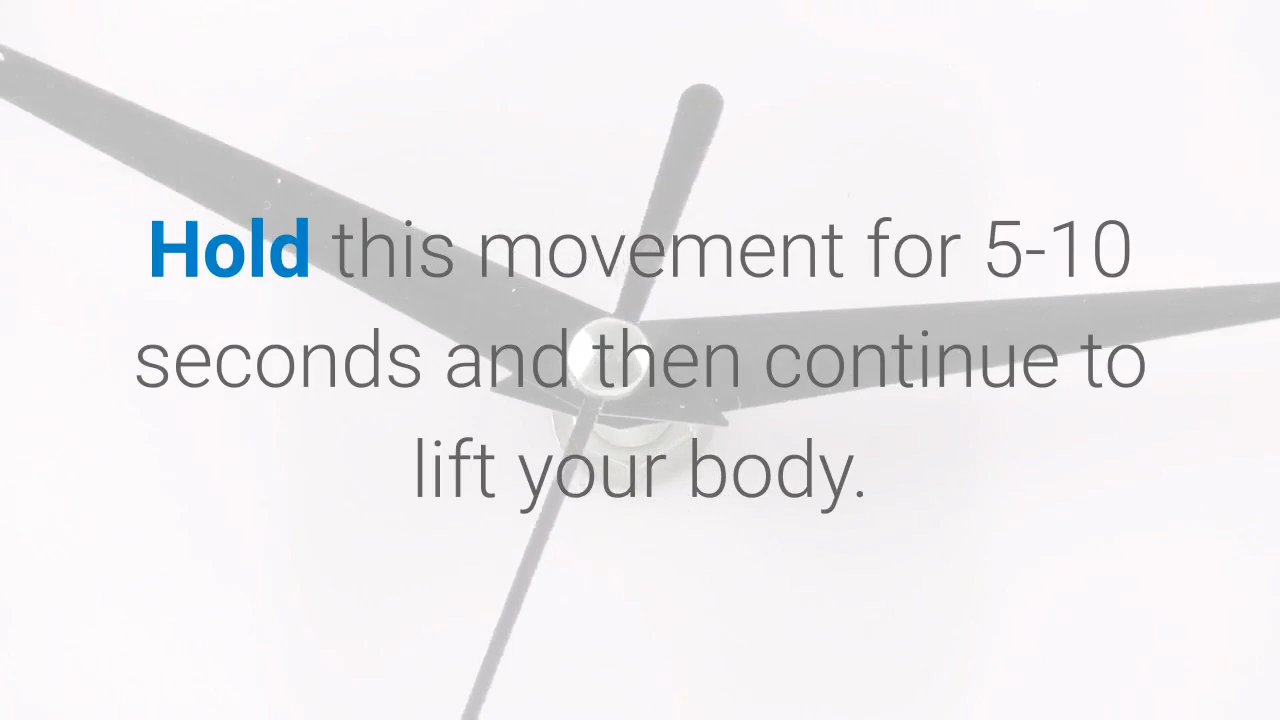 Hold this movement for 5-10
seconds and then continue to
lift your body.